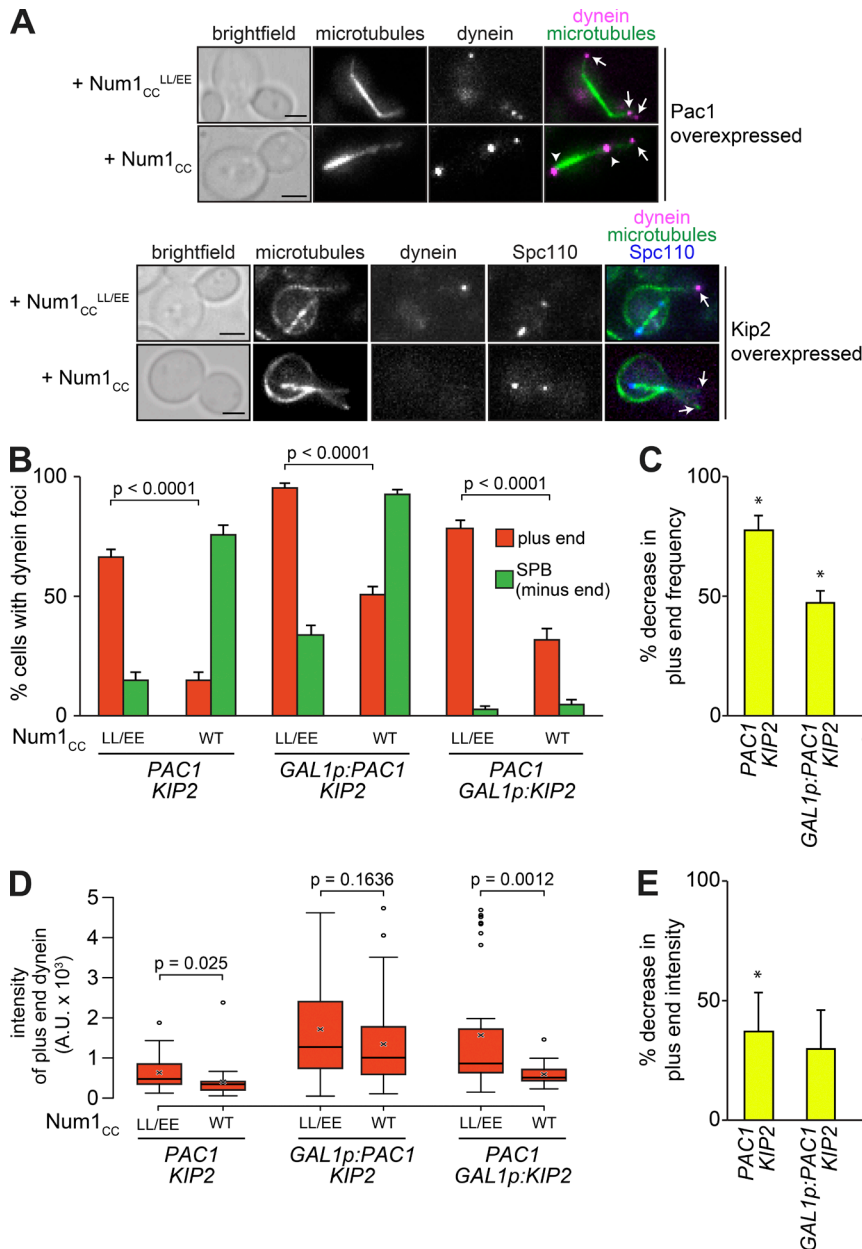 A
dynein
brightfield microtubules dynein microtubules
+ Num1CC LL/EE
+ Num1CC
Pac1
overexpressed
dynein
microtubules
brightfield microtubules dynein Spc110 Spc110
+ Num1CC LL/EE
+ Num1CC
Kip2
overexpressed
B
% cells with dynein foci
100
50
0
p < 0.0001
p < 0.0001
p < 0.0001
plus end
SPB
(minus end)
Num1CC LL/EE WT LL/EE WT LL/EE WT
PAC1 GAL1p:PAC1 PAC1
KIP2 KIP2 GAL1p:KIP2
C
% decrease in
plus end frequency
100
50
0
*
*
PAC1
KIP2
GAL1p:PAC1
KIP2
D
intensity
of plus end dynein
(A.U. x 10³)
5
4
3
2
1
0
p = 0.025
p = 0.1636
p = 0.0012
Num1CC LL/EE WT LL/EE WT LL/EE WT
PAC1 GAL1p:PAC1 PAC1
KIP2 KIP2 GAL1p:KIP2
E
% decrease in
plus end intensity
100
50
0
*
PAC1
KIP2
GAL1p:PAC1
KIP2